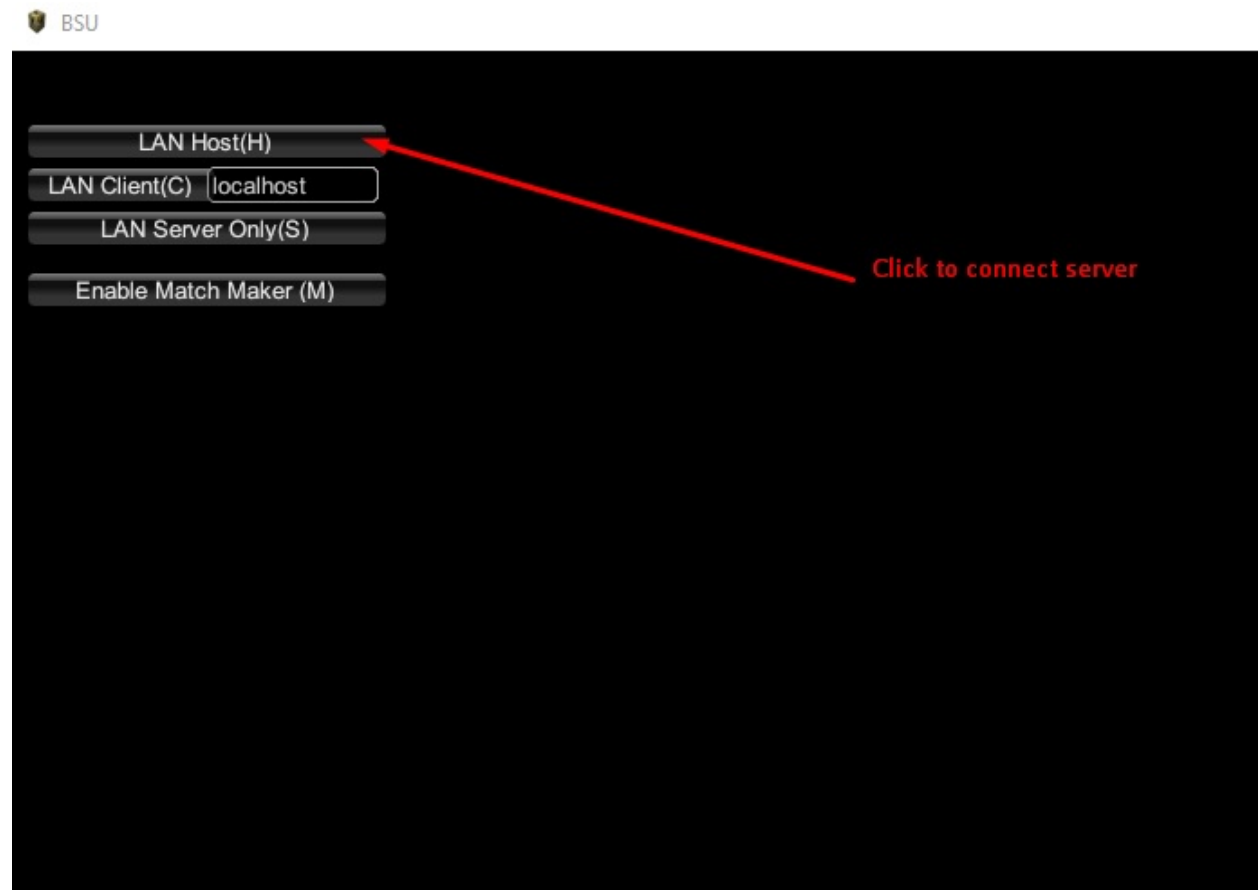 BSU
LAN Host(H)
LAN Client(C) localhost
LAN Server Only(S)
Click to connect server
Enable Match Maker (M)